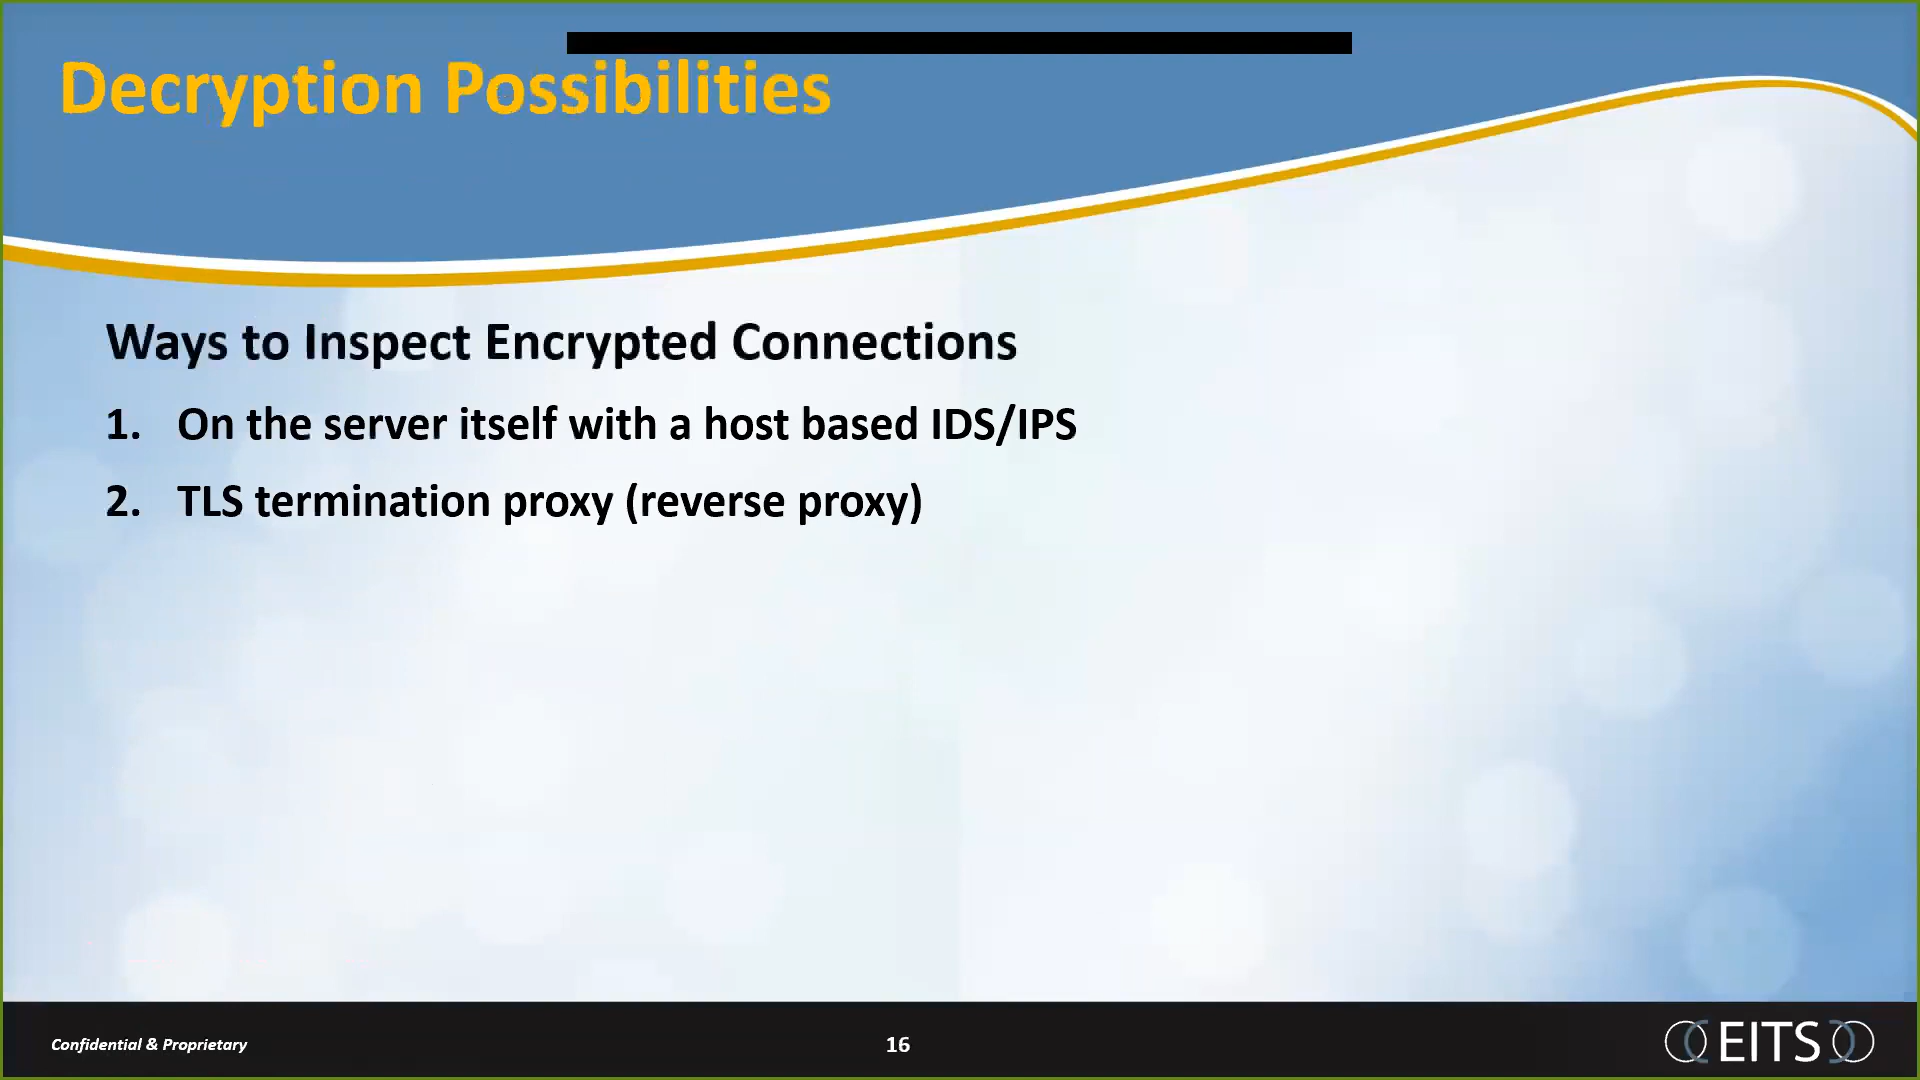 Decryption Possibilities
Ways to Inspect Encrypted Connections
1. On the server itself with a host based IDS/IPS
2. TLS termination proxy (reverse proxy)
Confidential & Proprietary
16
EITS